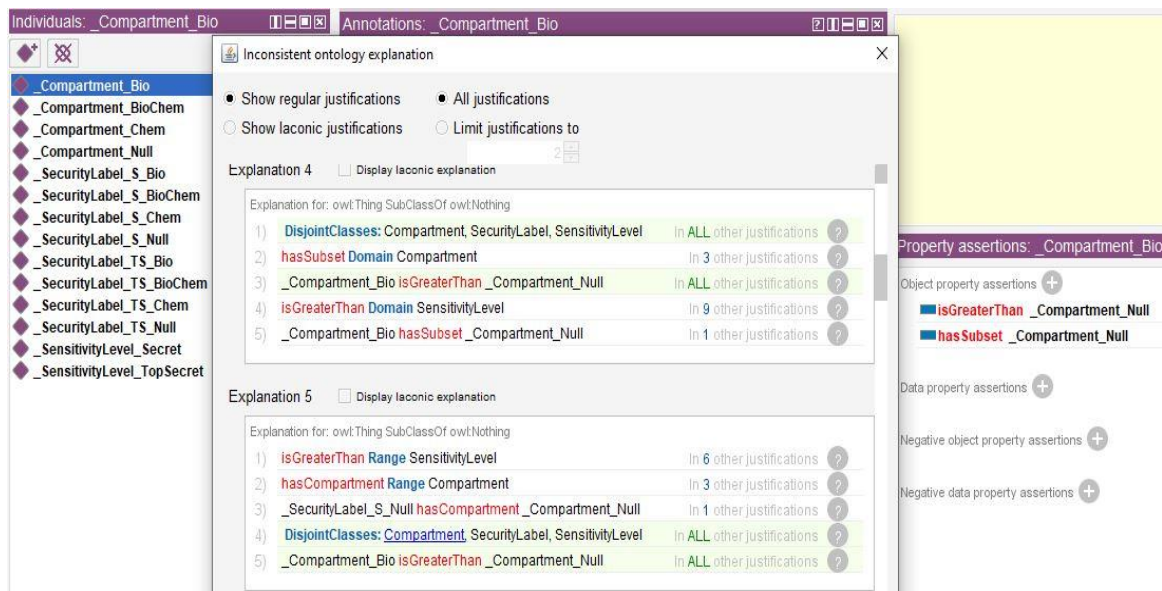 Individuals: _Compartment_Bio
Annotations: _Compartment_Bio
Inconsistent ontology explanation
Show regular justifications
All justifications
Show laconic justifications
Limit justifications to
2
_Compartment_Bio
_Compartment_BioChem
_Compartment_Chem
_Compartment_Null
_SecurityLabel_S_Bio
_SecurityLabel_S_BioChem
_SecurityLabel_S_Chem
_SecurityLabel_S_Null
_SecurityLabel_TS_Bio
_SecurityLabel_TS_BioChem
_SecurityLabel_TS_Chem
_SecurityLabel_TS_Null
_SensitivityLevel_Secret
_SensitivityLevel_TopSecret
Explanation 4 Display laconic explanation
Explanation for: owl:Thing SubClassOf owl:Nothing
1) DisjointClasses: Compartment, SecurityLabel, SensitivityLevel In ALL other justifications ?
2) hasSubset Domain Compartment In 3 other justifications ?
3) _Compartment_Bio isGreaterThan _Compartment_Null In ALL other justifications ?
4) isGreaterThan Domain SensitivityLevel In 9 other justifications ?
5) _Compartment_Bio hasSubset _Compartment_Null In 1 other justifications ?
Explanation 5 Display laconic explanation
Explanation for: owl:Thing SubClassOf owl:Nothing
1) isGreaterThan Range SensitivityLevel In 6 other justifications ?
2) hasCompartment Range Compartment In 3 other justifications ?
3) _SecurityLabel_S_Null hasCompartment _Compartment_Null In 1 other justifications ?
4) DisjointClasses: Compartment, SecurityLabel, SensitivityLevel In ALL other justifications ?
5) _Compartment_Bio isGreaterThan _Compartment_Null In ALL other justifications ?
Property assertions: _Compartment_Bio
Object property assertions
isGreaterThan _Compartment_Null
hasSubset _Compartment_Null
Data property assertions
Negative object property assertions
Negative data property assertions